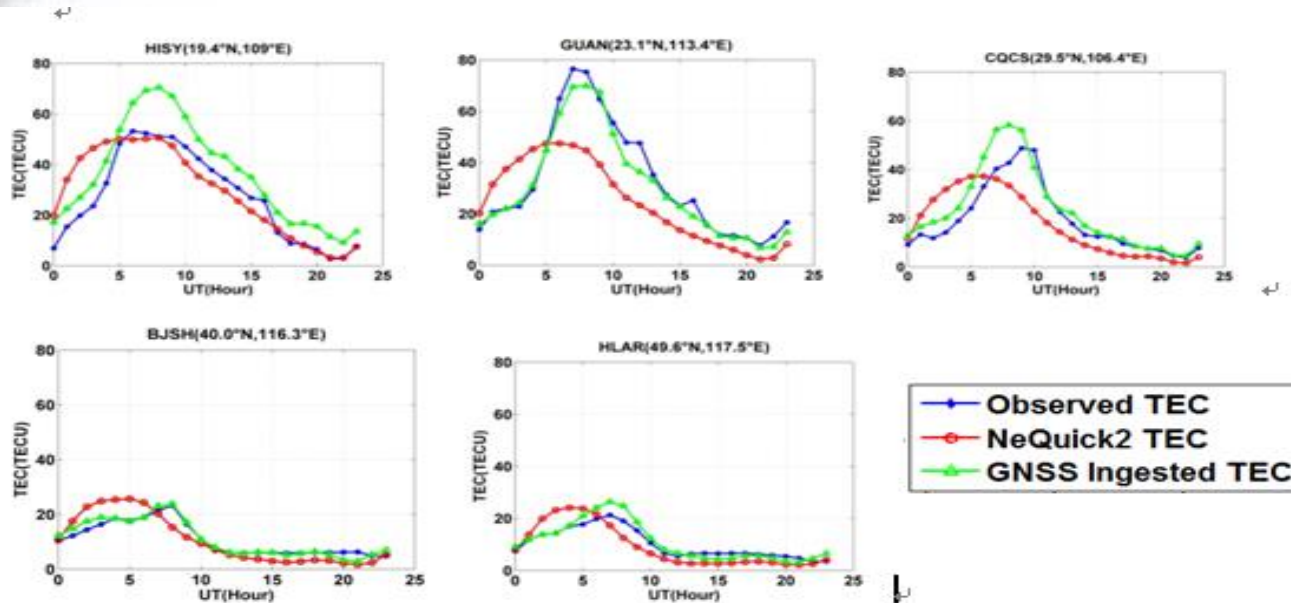 HISY(19.4°N,109°E)
80
60
40
20
0
TEC(TECU)
0 5 10 15 20 25
UT(Hour)
GUAN(23.1°N,113.4°E)
80
60
40
20
0
TEC(TECU)
0 5 10 15 20 25
UT(Hour)
CQCS(29.5°N,106.4°E)
80
60
40
20
0
TEC(TECU)
0 5 10 15 20 25
UT(Hour)
BJSH(40.0°N,116.3°E)
80
60
40
20
0
TEC(TECU)
0 5 10 15 20 25
UT(Hour)
HLAR(49.6°N,117.5°E)
80
60
40
20
0
TEC(TECU)
0 5 10 15 20 25
UT(Hour)
Observed TEC
NeQuick2 TEC
GNSS Ingested TEC